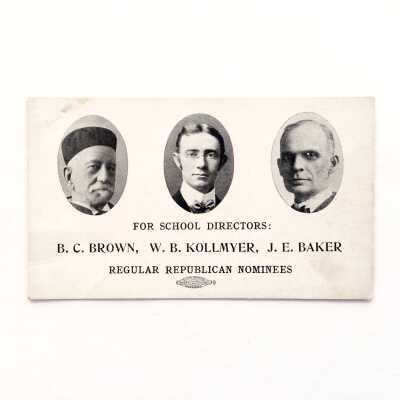 FOR SCHOOL DIRECTORS:
B. C. BROWN, W. B. KOLLMYER, J. E. BAKER
REGULAR REPUBLICAN NOMINEES